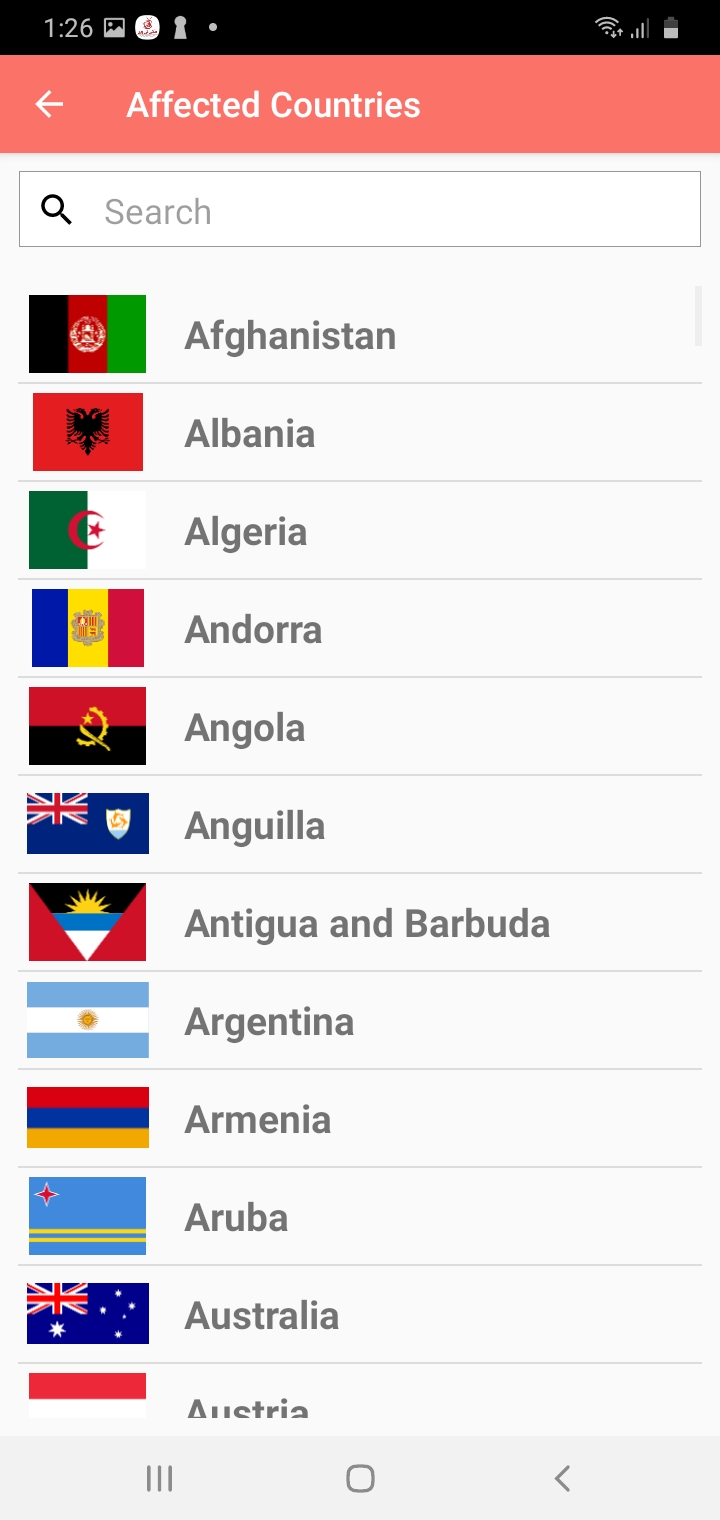 1:26
Affected Countries
Search
Afghanistan
Albania
Algeria
Andorra
Angola
Anguilla
Antigua and Barbuda
Argentina
Armenia
Aruba
Australia
Austria